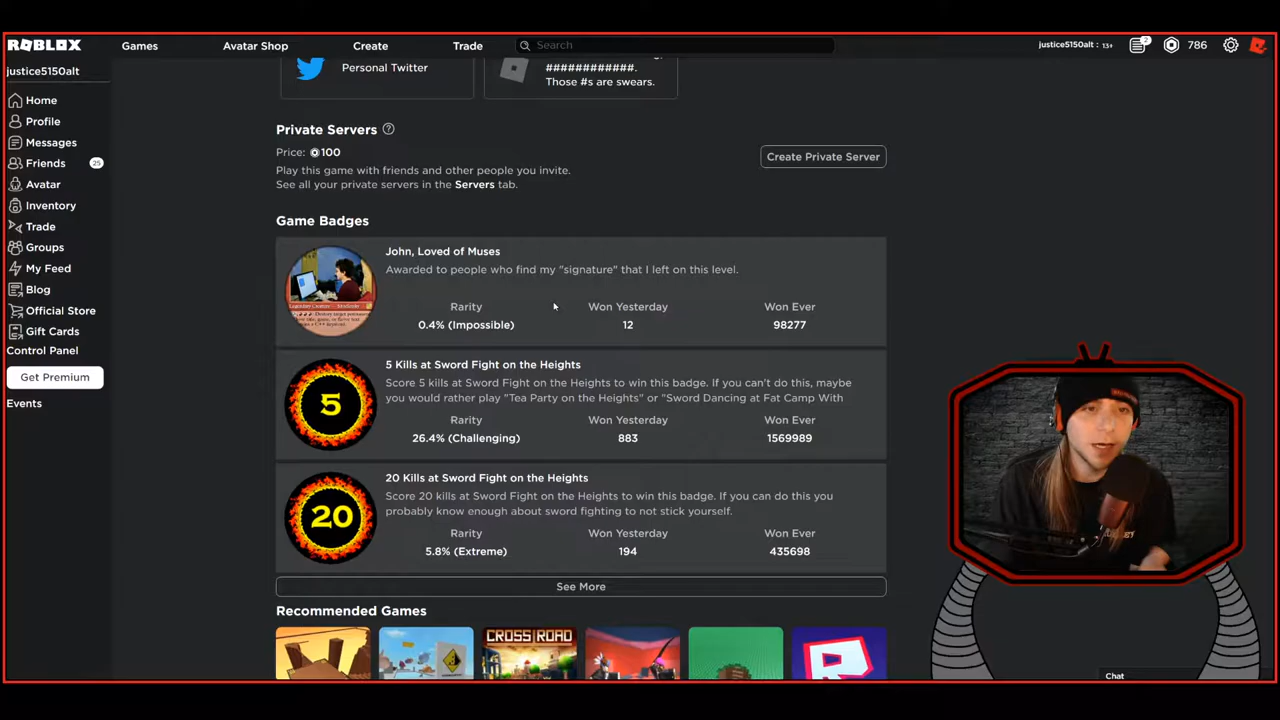 ROBLOX
Games
Avatar Shop
Create
Trade
Search
justice5150alt : 13+
2
786
justice5150alt
Home
Profile
Messages
Friends
25
Avatar
Inventory
Trade
Groups
My Feed
Blog
Official Store
Gift Cards
Control Panel
Get Premium
Events
Personal Twitter
############.
Those #s are swears.
Private Servers ?
Price: 100
Play this game with friends and other people you invite.
See all your private servers in the Servers tab.
Create Private Server
Game Badges
John, Loved of Muses
Awarded to people who find my "signature" that I left on this level.
Rarity Won Yesterday Won Ever
0.4% (Impossible) 12 98277
5
5 Kills at Sword Fight on the Heights
Score 5 kills at Sword Fight on the Heights to win this badge. If you can't do this, maybe
you would rather play "Tea Party on the Heights" or "Sword Dancing at Fat Camp With
Rarity Won Yesterday Won Ever
26.4% (Challenging) 883 1569989
20
20 Kills at Sword Fight on the Heights
Score 20 kills at Sword Fight on the Heights to win this badge. If you can do this you
probably know enough about sword fighting to not stick yourself.
Rarity Won Yesterday Won Ever
5.8% (Extreme) 194 435698
See More
Recommended Games
CROSSROAD
Chat